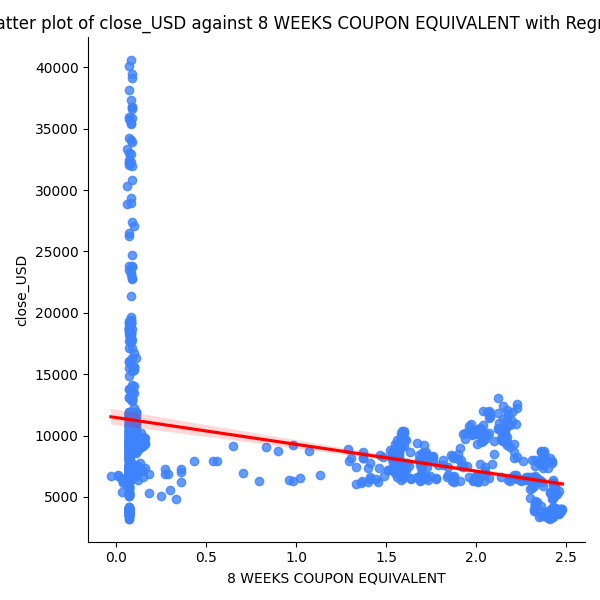 atter plot of close_USD against 8 WEEKS COUPON EQUIVALENT with Regr
40000
35000
30000
25000
20000
15000
10000
5000
close_USD
0.0 0.5 1.0 1.5 2.0 2.5
8 WEEKS COUPON EQUIVALENT